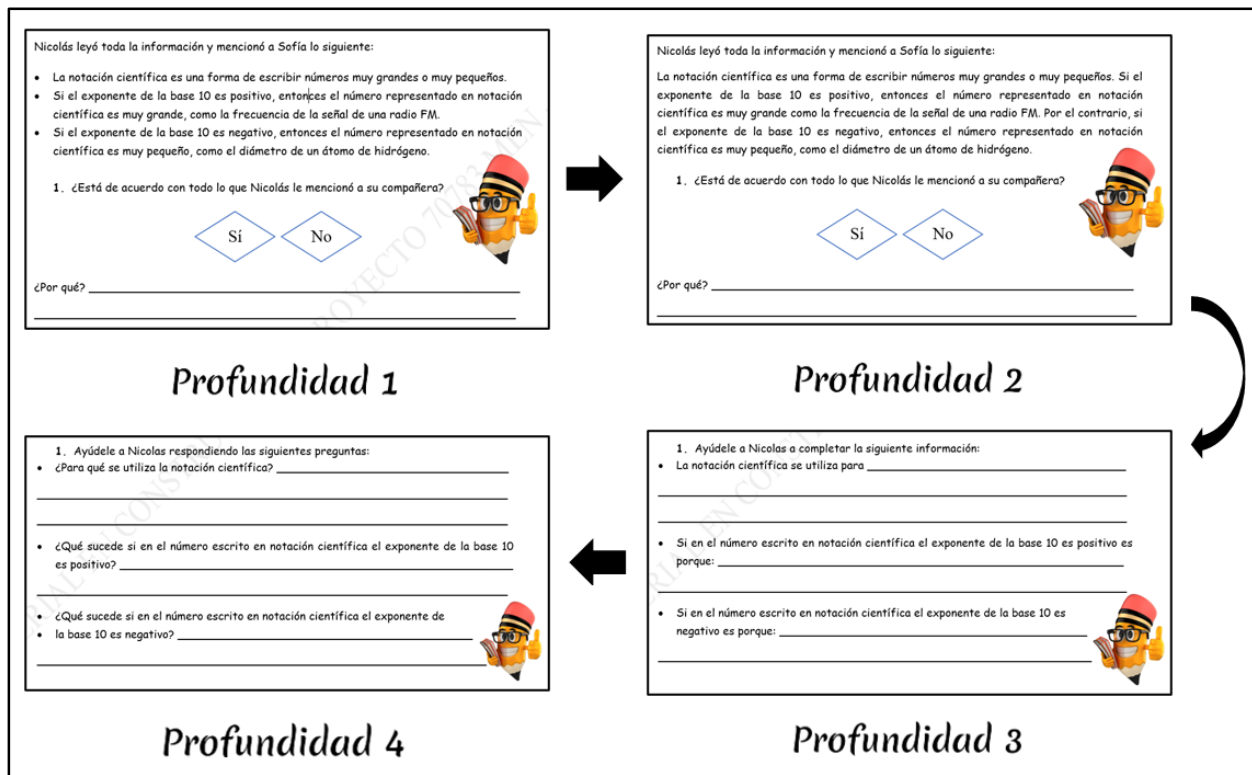 Nicolás leyó toda la información y mencionó a Sofía lo siguiente:
• La notación científica es una forma de escribir números muy grandes o muy pequeños.
• Si el exponente de la base 10 es positivo, entonces el número representado en notación
científica es muy grande, como la frecuencia de la señal de una radio FM.
• Si el exponente de la base 10 es negativo, entonces el número representado en notación
científica es muy pequeño, como el diámetro de un átomo de hidrógeno.
1. ¿Está de acuerdo con todo lo que Nicolás le mencionó a su compañera?
Sí No
¿Por qué?
PROYECTO 70783 MEN
Profundidad 1
Nicolás leyó toda la información y mencionó a Sofía lo siguiente:
La notación científica es una forma de escribir números muy grandes o muy pequeños. Si el
exponente de la base 10 es positivo, entonces el número representado en notación
científica es muy grande como la frecuencia de la señal de una radio FM. Por el contrario, si
el exponente de la base 10 es negativo, entonces el número representado en notación
científica es muy pequeño, como el diámetro de un átomo de hidrógeno.
1. ¿Está de acuerdo con todo lo que Nicolás le mencionó a su compañera?
Sí No
¿Por qué?
Profundidad 2
1. Ayúdele a Nicolas a completar la siguiente información:
• La notación científica se utiliza para
• Si en el número escrito en notación científica el exponente de la base 10 es positivo es
porque:
• Si en el número escrito en notación científica el exponente de la base 10 es
negativo es porque:
Profundidad 3
1. Ayúdele a Nicolas respondiendo las siguientes preguntas:
• ¿Para qué se utiliza la notación científica?
• ¿Qué sucede si en el número escrito en notación científica el exponente de la base 10
es positivo?
• ¿Qué sucede si en el número escrito en notación científica el exponente de
• la base 10 es negativo?
Profundidad 4